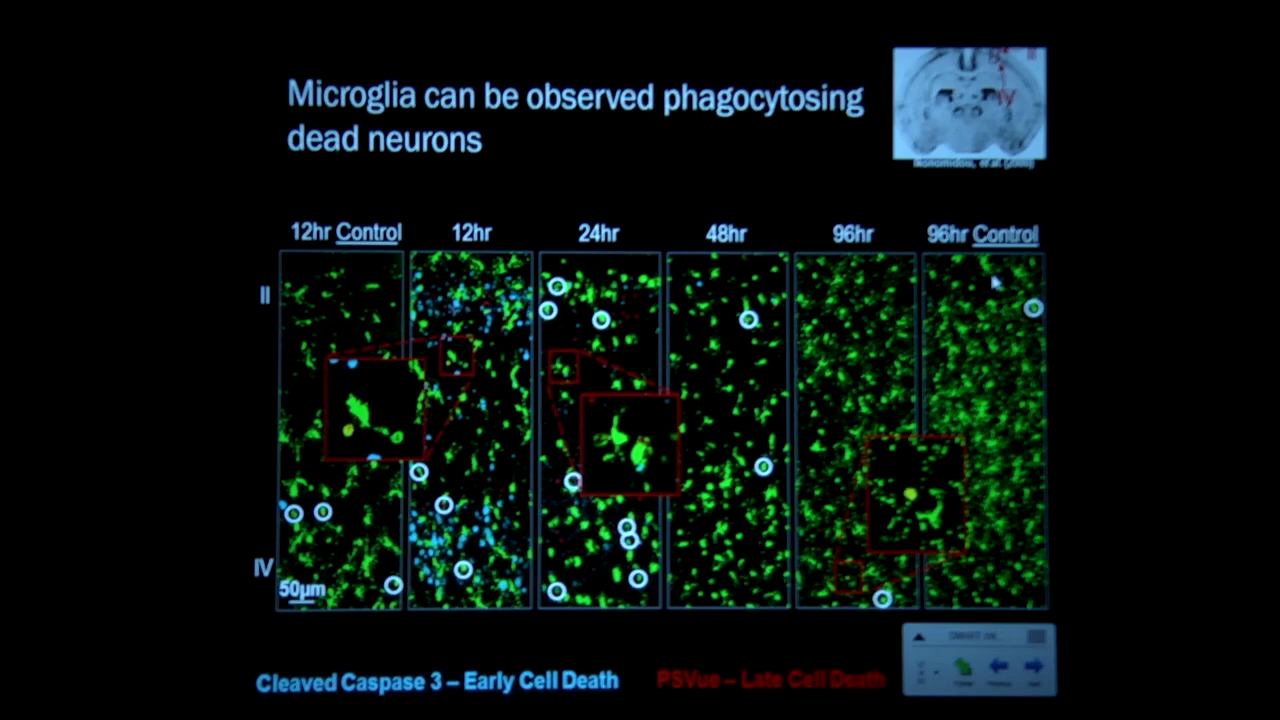 Microglia can be observed phagocytosing
dead neurons
IV
12hr Control
12hr
24hr
48hr
96hr
96hr Control
II
IV
50μm
Cleaved Caspase 3 – Early Cell Death
PSVue – Late Cell Death